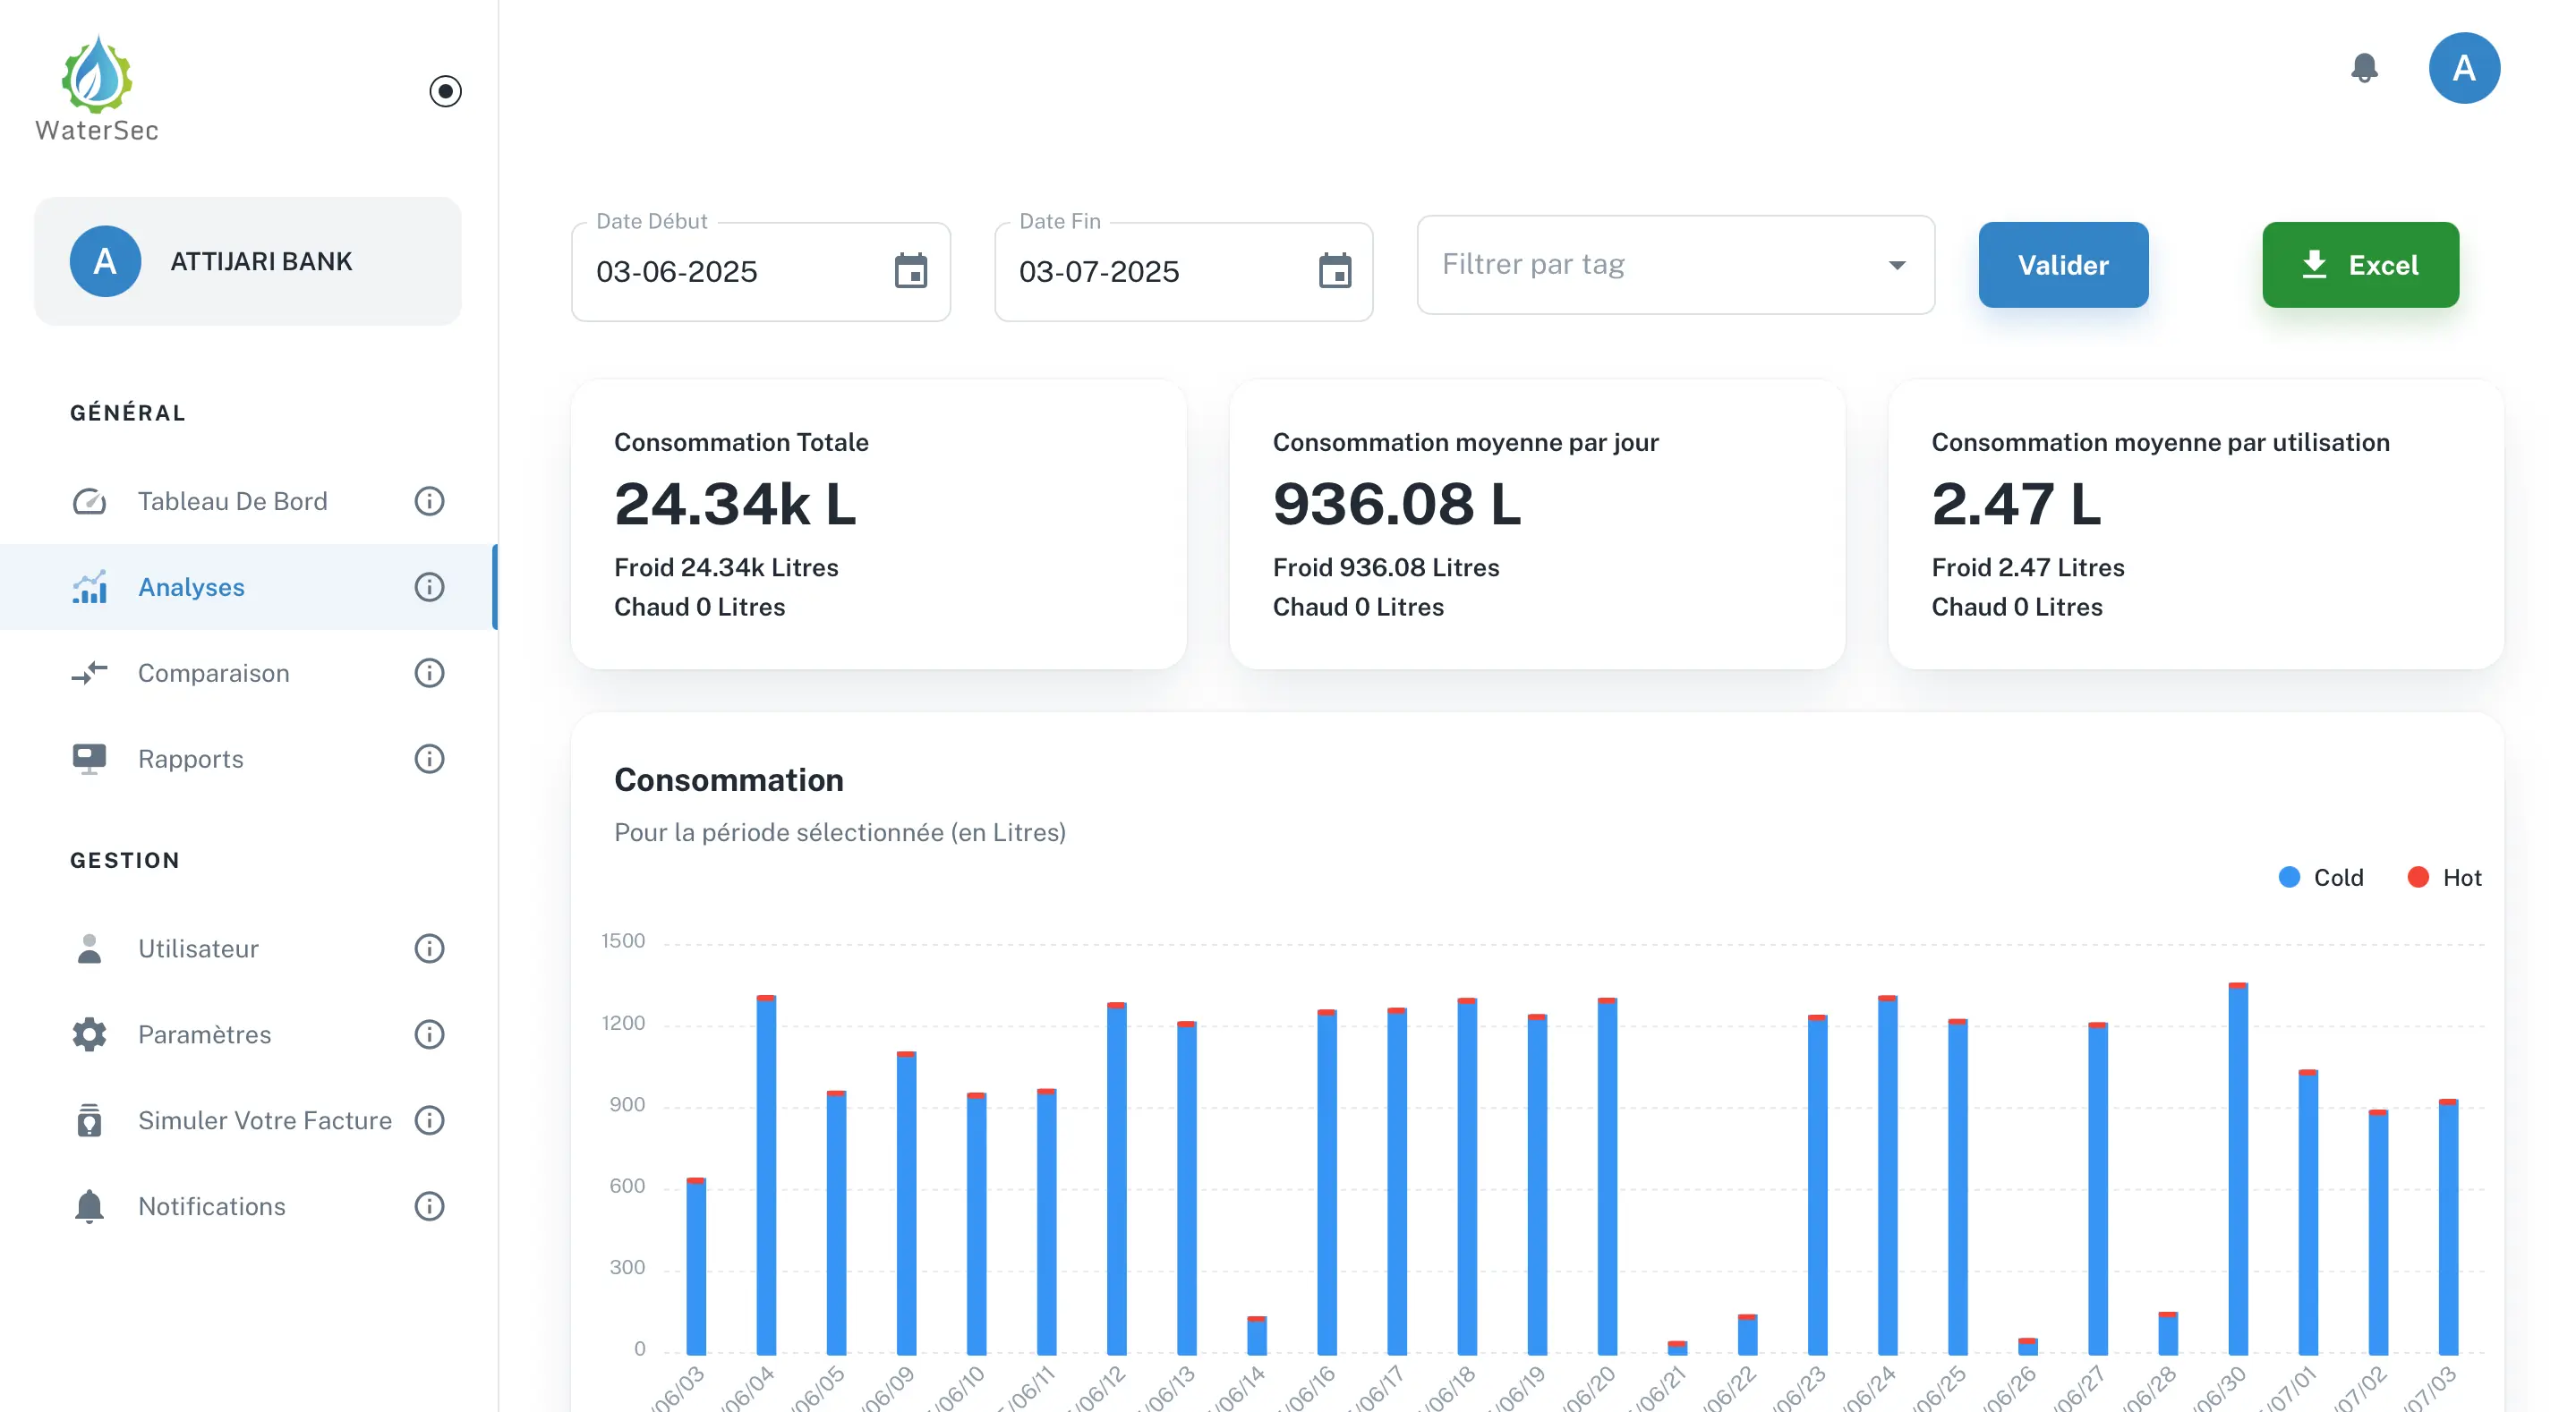 WaterSec
A
A
ATTIJARI BANK
GÉNÉRAL
Tableau De Bord
Analyses
Comparaison
Rapports
GESTION
Utilisateur
Paramètres
Simuler Votre Facture
Notifications
Date Début
03-06-2025
Date Fin
03-07-2025
Filtrer par tag
Valider
Excel
Consommation Totale
24.34k L
Froid 24.34k Litres
Chaud 0 Litres
Consommation moyenne par jour
936.08 L
Froid 936.08 Litres
Chaud 0 Litres
Consommation moyenne par utilisation
2.47 L
Froid 2.47 Litres
Chaud 0 Litres
Consommation
Pour la période sélectionnée (en Litres)
Cold
Hot
1500
1200
900
600
300
0
/06/03
/06/04
/06/05
/06/09
/06/10
/06/11
/06/12
/06/13
/06/14
/06/16
/06/17
/06/18
/06/19
/06/20
/06/21
/06/22
/06/23
/06/24
/06/25
/06/26
/06/27
/06/28
/06/30
/07/01
/07/02
/07/03